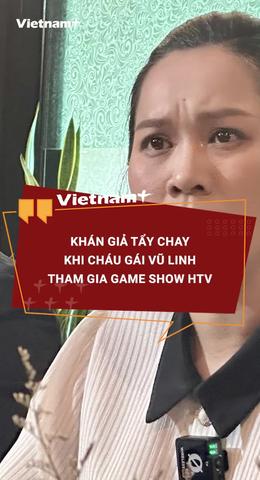 Vietnam+
Vietnam+
KHÁN GIẢ TẨY CHAY
KHI CHÁU GÁI VŨ LINH
THAM GIA GAME SHOW HTV